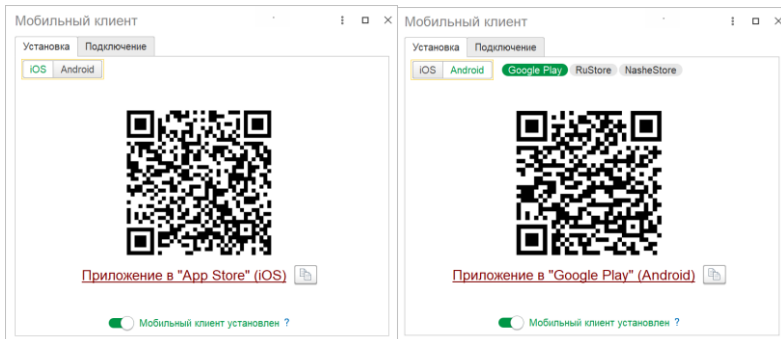 Мобильный клиент
Установка Подключение
iOS Android
Приложение в "App Store" (iOS)
Мобильный клиент установлен ?
Мобильный клиент
Установка Подключение
iOS Android Google Play RuStore NasheStore
Приложение в "Google Play" (Android)
Мобильный клиент установлен ?